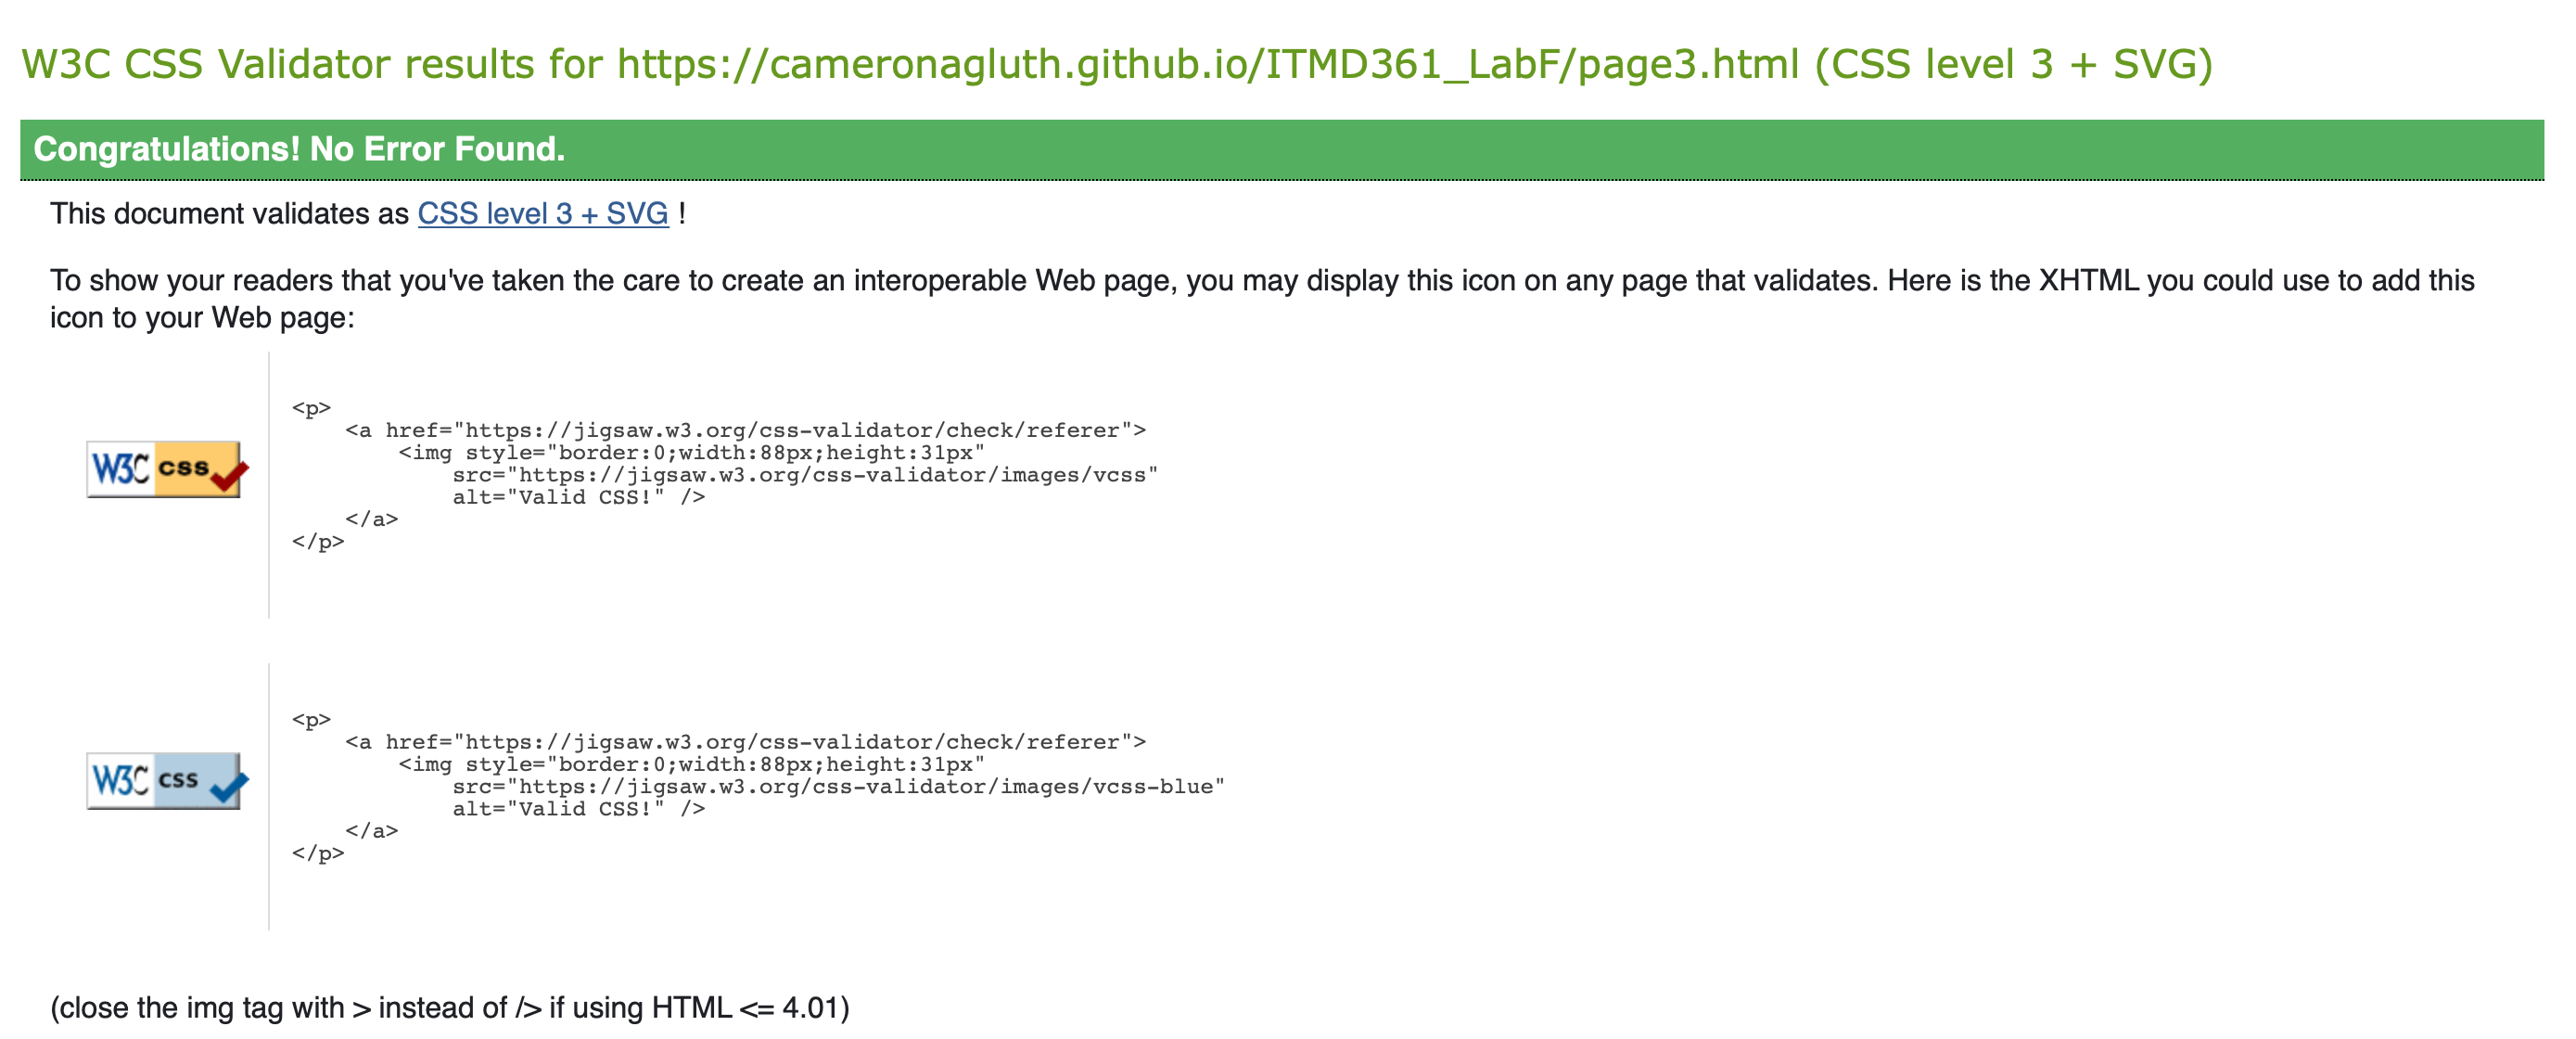 W3C CSS Validator results for https://cameronagluth.github.io/ITMD361_LabF/page3.html (CSS level 3 + SVG)
Congratulations! No Error Found.
This document validates as CSS level 3 + SVG !
To show your readers that you've taken the care to create an interoperable Web page, you may display this icon on any page that validates. Here is the XHTML you could use to add this
icon to your Web page:
W3C css
<p>
    <a href="https://jigsaw.w3.org/css-validator/check/referer">
        <img style="border:0;width:88px;height:31px"
            src="https://jigsaw.w3.org/css-validator/images/vcss"
            alt="Valid CSS!" />
    </a>
</p>
W3C css
<p>
    <a href="https://jigsaw.w3.org/css-validator/check/referer">
        <img style="border:0;width:88px;height:31px"
            src="https://jigsaw.w3.org/css-validator/images/vcss-blue"
            alt="Valid CSS!" />
    </a>
</p>
(close the img tag with > instead of /> if using HTML <= 4.01)